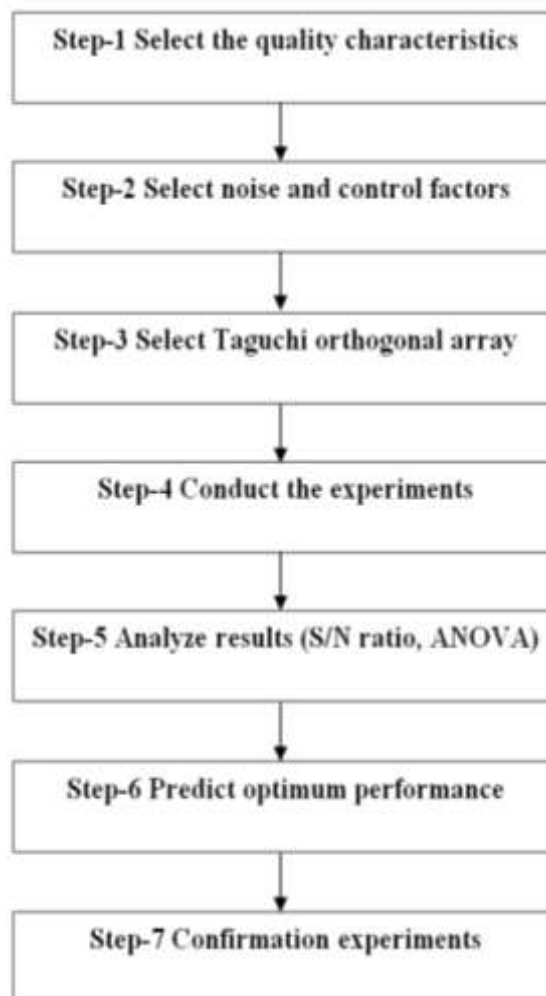 Step-1 Select the quality characteristics
Step-2 Select noise and control factors
Step-3 Select Taguchi orthogonal array
Step-4 Conduct the experiments
Step-5 Analyze results (S/N ratio, ANOVA)
Step-6 Predict optimum performance
Step-7 Confirmation experiments